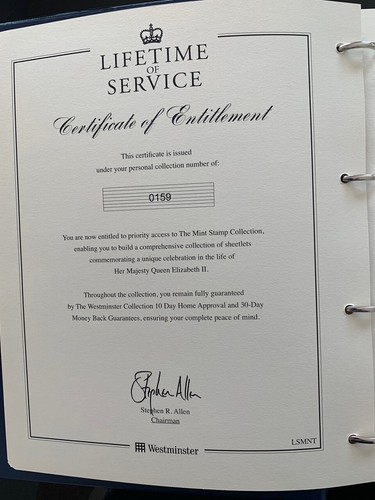 LIFETIME
OF
SERVICE
Certificate of Entitlement
This certificate is issued
under your personal collection number of:
0159
You are now entitled to priority access to The Mint Stamp Collection,
enabling you to build a comprehensive collection of sheetlets
commemorating a unique celebration in the life of
Her Majesty Queen Elizabeth II.
Throughout the collection, you remain fully guaranteed
by The Westminster Collection 10 Day Home Approval and 30-Day
Money Back Guarantees, ensuring your complete peace of mind.
Stephen Allen
Stephen R. Allen
Chairman
Westminster
LSMNT